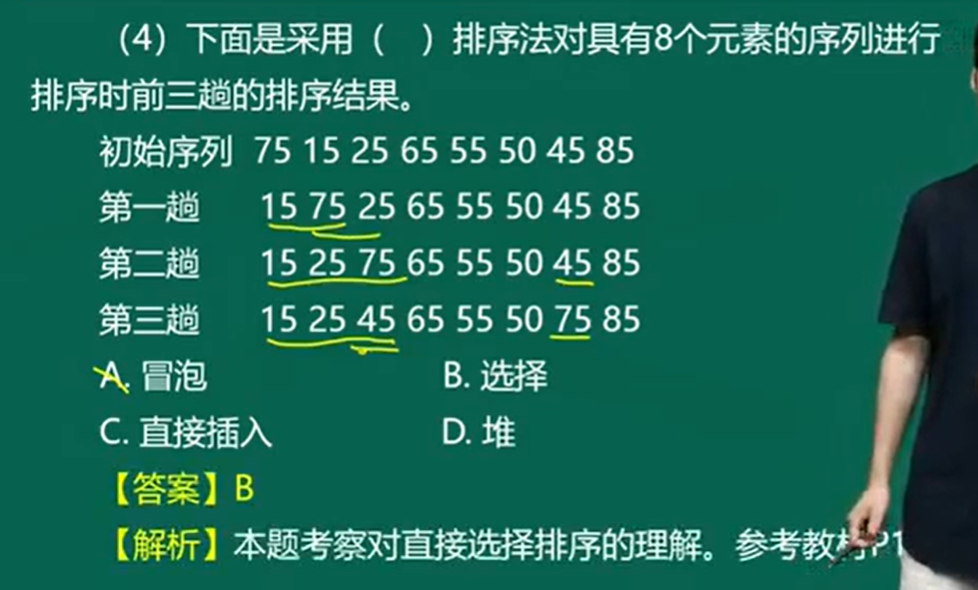 （4）下面是采用（ ）排序法对具有8个元素的序列进行
排序时前三趟的排序结果。
初始序列 75 15 25 65 55 50 45 85
第一趟 15 75 25 65 55 50 45 85
第二趟 15 25 75 65 55 50 45 85
第三趟 15 25 45 65 55 50 75 85
A. 冒泡 B. 选择
C. 直接插入 D. 堆
【答案】B
【解析】本题考察对直接选择排序的理解。参考教材P1